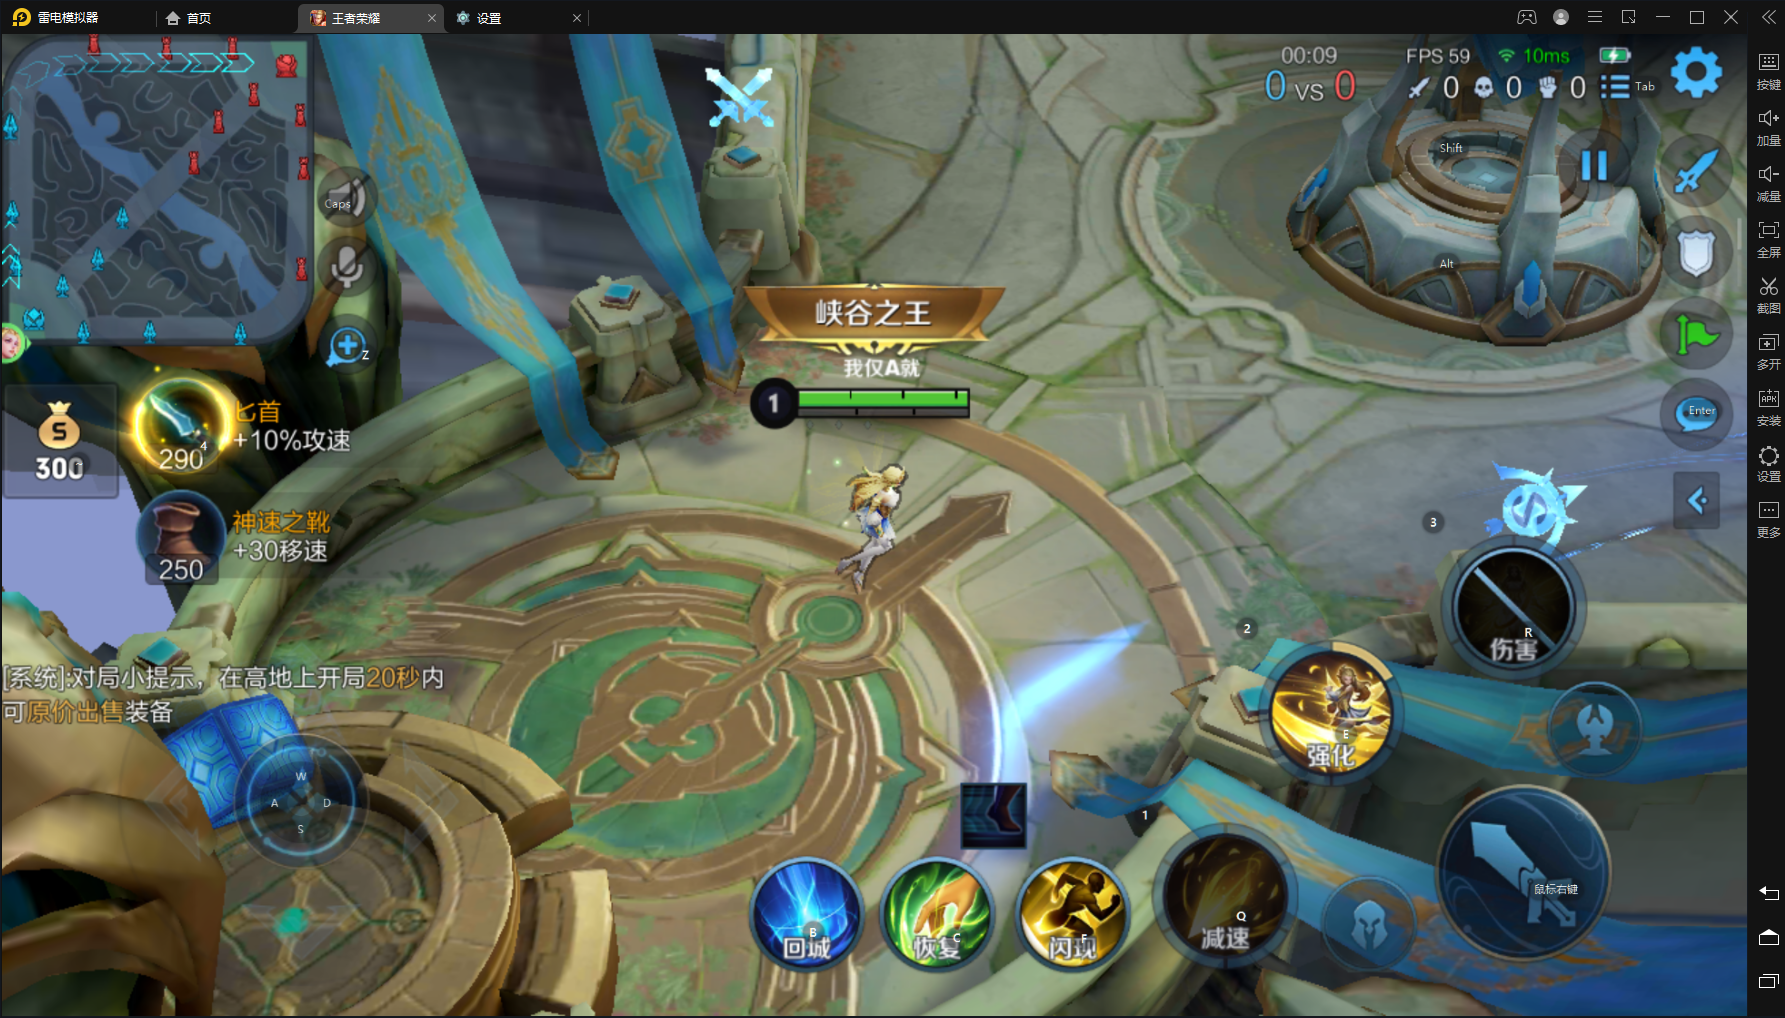 雷电模拟器
首页
王者荣耀
设置
00:09
FPS 59
10ms
0 VS 0
0
0
0
Tab
按键
加量
减量
全屏
截图
多开
APK
安装
设置
更多
Shift
Alt
Caps
Z
Enter
峡谷之王
我仅A就
1
S
300
~
匕首
+10%攻速
4
290
神速之靴
+30移速
250
[系统]:对局小提示，在高地上开局20秒内
可原价出售装备
W
A
D
S
3
2
1
R
伤害
E
强化
Q
减速
鼠标右键
B
回城
C
恢复
F
闪现